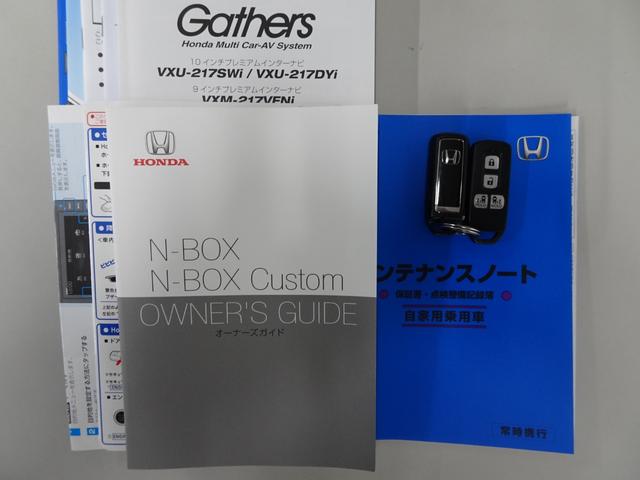 Gathers
Honda Multi Car-AV System
10インチプレミアムインターナビ
VXU-217SWi / VXU-217DYi
9インチプレミアムインターナビ
VXM-217VFNi
HONDA
N-BOX
N-BOX Custom
OWNER'S GUIDE
オーナーズガイド
ンテナンスノート
保証書・点検整備記録簿
自家用乗用車
常時携行
HOLD
HOLD